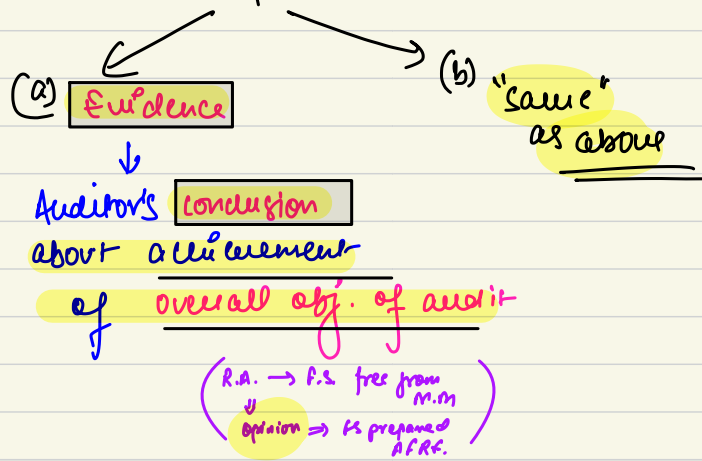 (a) Evidence
(b) "Same"
as above
Auditor's conclusion
about achievement
of overall obj. of audit
(R.A. → F.S. free from M.M
opinion ⇒ FS prepared AFRF.)